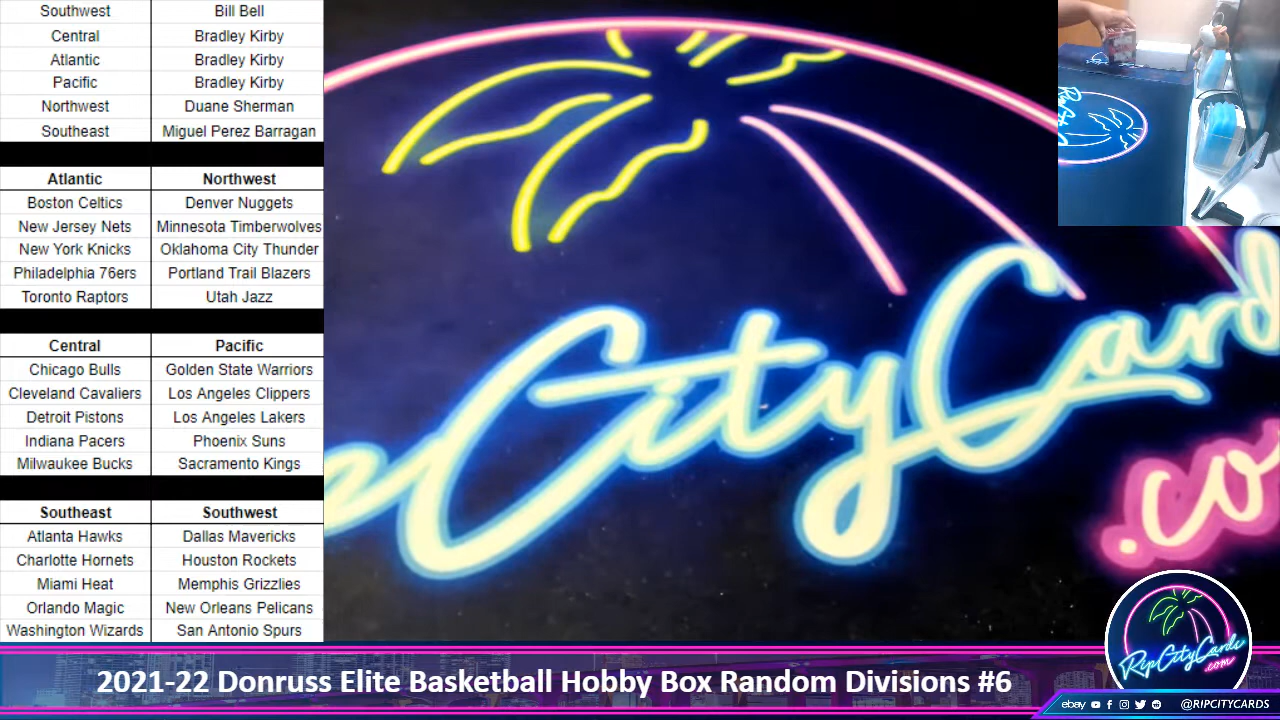 Southwest Bill Bell
Central Bradley Kirby
Atlantic Bradley Kirby
Pacific Bradley Kirby
Northwest Duane Sherman
Southeast Miguel Perez Barragan
Atlantic Northwest
Boston Celtics Denver Nuggets
New Jersey Nets Minnesota Timberwolves
New York Knicks Oklahoma City Thunder
Philadelphia 76ers Portland Trail Blazers
Toronto Raptors Utah Jazz
Central Pacific
Chicago Bulls Golden State Warriors
Cleveland Cavaliers Los Angeles Clippers
Detroit Pistons Los Angeles Lakers
Indiana Pacers Phoenix Suns
Milwaukee Bucks Sacramento Kings
Southeast Southwest
Atlanta Hawks Dallas Mavericks
Charlotte Hornets Houston Rockets
Miami Heat Memphis Grizzlies
Orlando Magic New Orleans Pelicans
Washington Wizards San Antonio Spurs
p City Card
.co
RipCityCards
.com
2021-22 Donruss Elite Basketball Hobby Box Random Divisions #6
ebay @RIPCITYCARDS